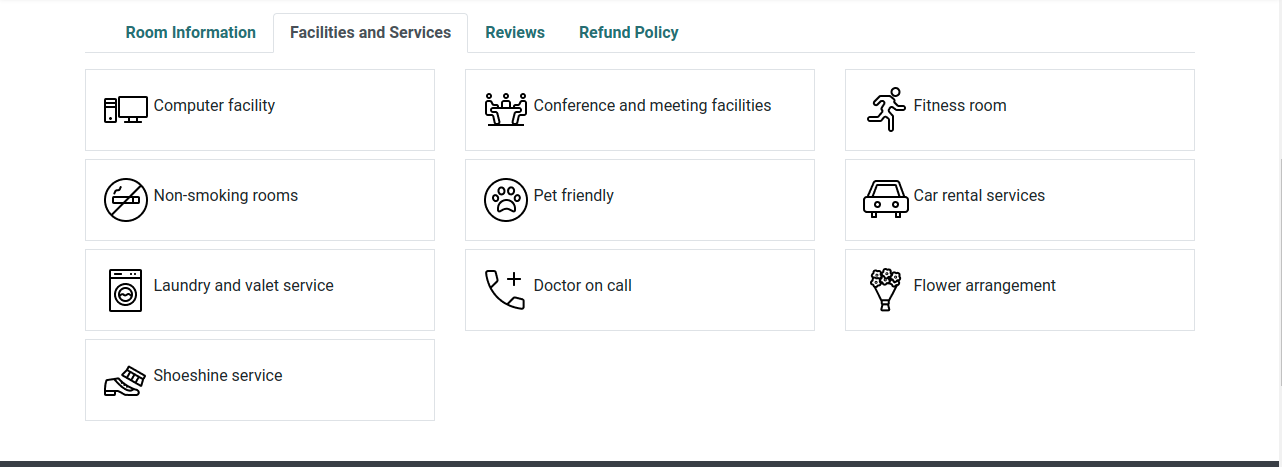 Room Information
Facilities and Services
Reviews
Refund Policy
Computer facility
Conference and meeting facilities
Fitness room
Non-smoking rooms
Pet friendly
Car rental services
Laundry and valet service
Doctor on call
Flower arrangement
Shoeshine service